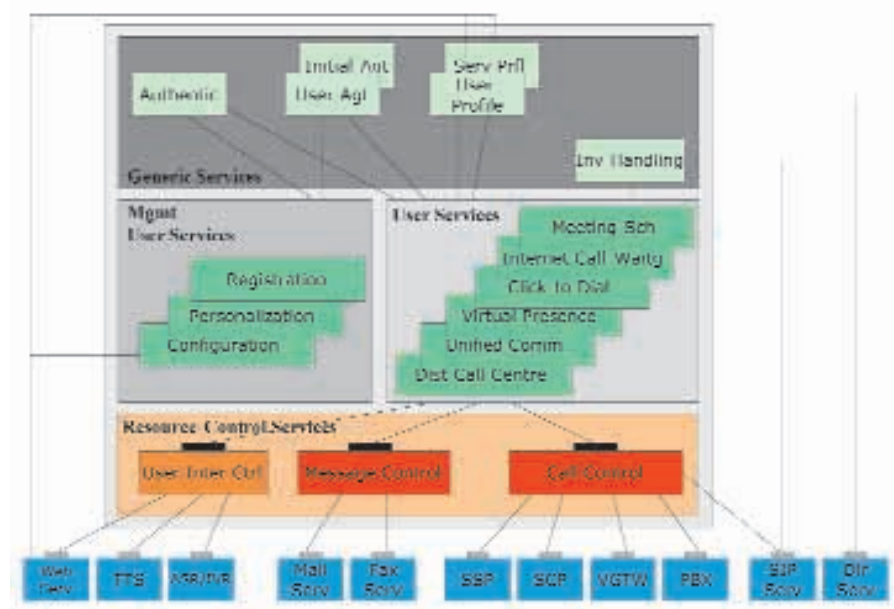 Initial Agt
User Agt
Serv Prfl
User
Profile
Authentic
Inv Handling
Generic Services
Mgmt
User Services
Registration
Personalization
Configuration
User Services
Meeting Sch
Internet Call Waitg
Click to Dial
Virtual Presence
Unified Comm
Dist Call Centre
Resource Control Services
User Inter Ctrl
Message Control
Call Control
Web
Serv
TTS
ASR/IVR
Mail
Serv
Fax
Serv
SSP
SCP
VGTW
PBX
SIP
Serv
Dir
Serv